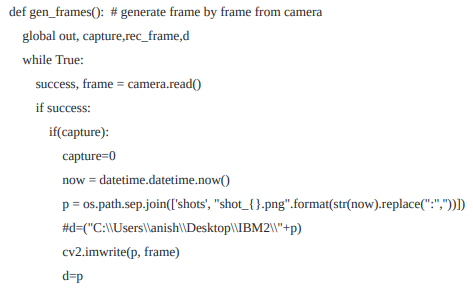 def gen_frames():  # generate frame by frame from camera
global out, capture,rec_frame,d
while True:
success, frame = camera.read()
if success:
if(capture):
capture=0
now = datetime.datetime.now()
p = os.path.sep.join(['shots', "shot_{}.png".format(str(now).replace(":",""))])
#d=("C:\\Users\\anish\\Desktop\\IBM2\\"+p)
cv2.imwrite(p, frame)
d=p